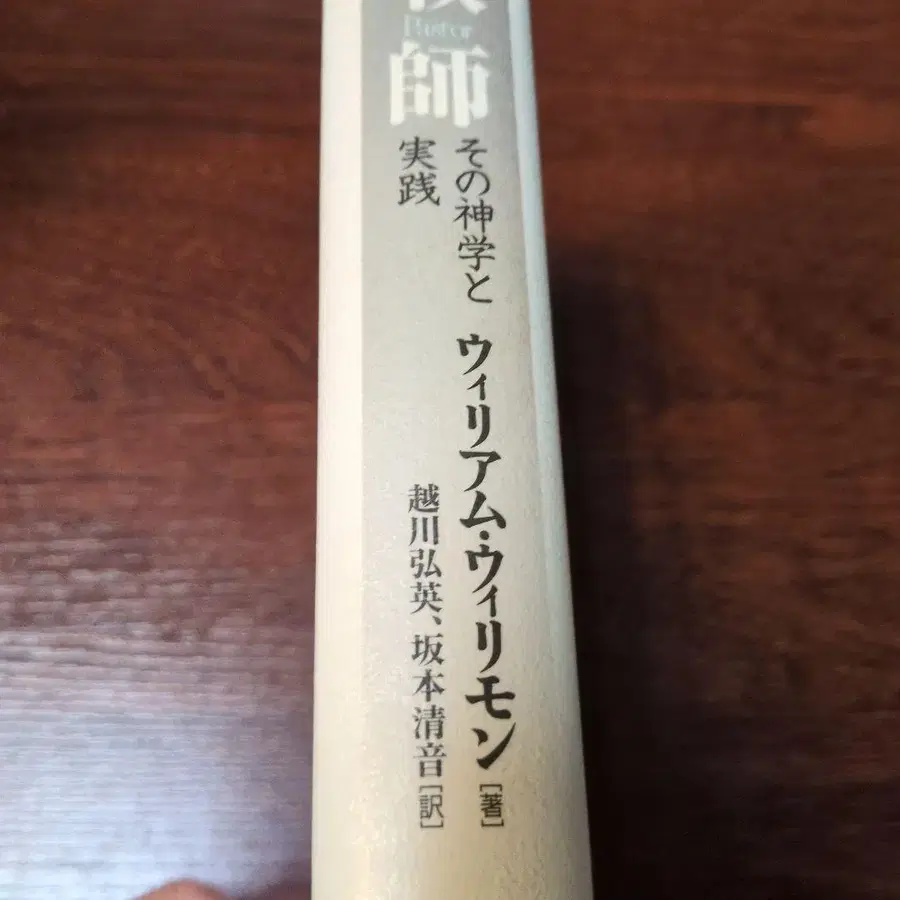 師
Pastor
その神学と
実践
ウィリアム・ウィリモン[著]
越川弘英、坂本清音[訳]